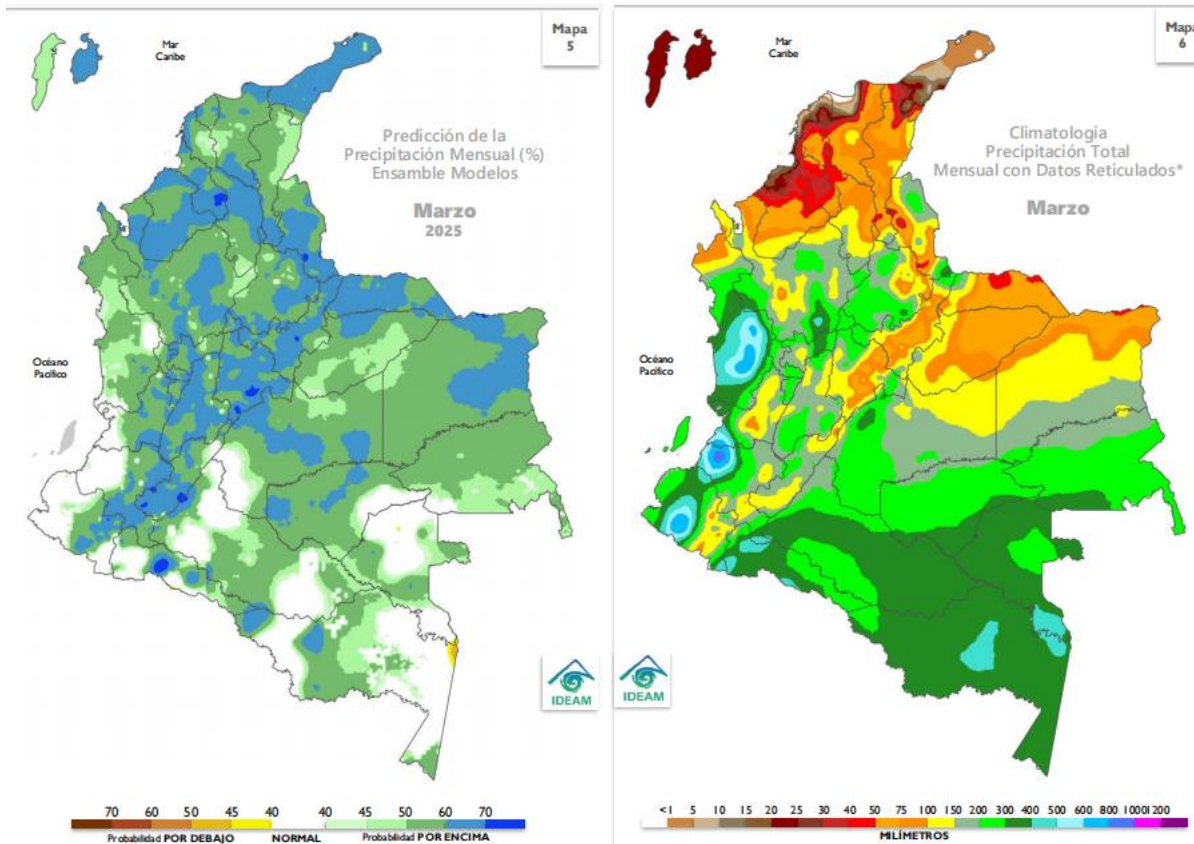 Mapa
5
Mar
Caribe
Predicción de la
Precipitación Mensual (%)
Ensamble Modelos
Marzo
2025
Océano
Pacífico
IDEAM
70 60 50 45 40 40 45 50 60 70
Probabilidad POR DEBAJO NORMAL Probabilidad POR ENCIMA
Mapa
6
Mar
Caribe
Climatología
Precipitación Total
Mensual con Datos Reticulados*
Marzo
Océano
Pacífico
IDEAM
<1 5 10 15 20 25 30 40 50 75 100 150 200 300 400 600 800 1000 1200
MILÍMETROS